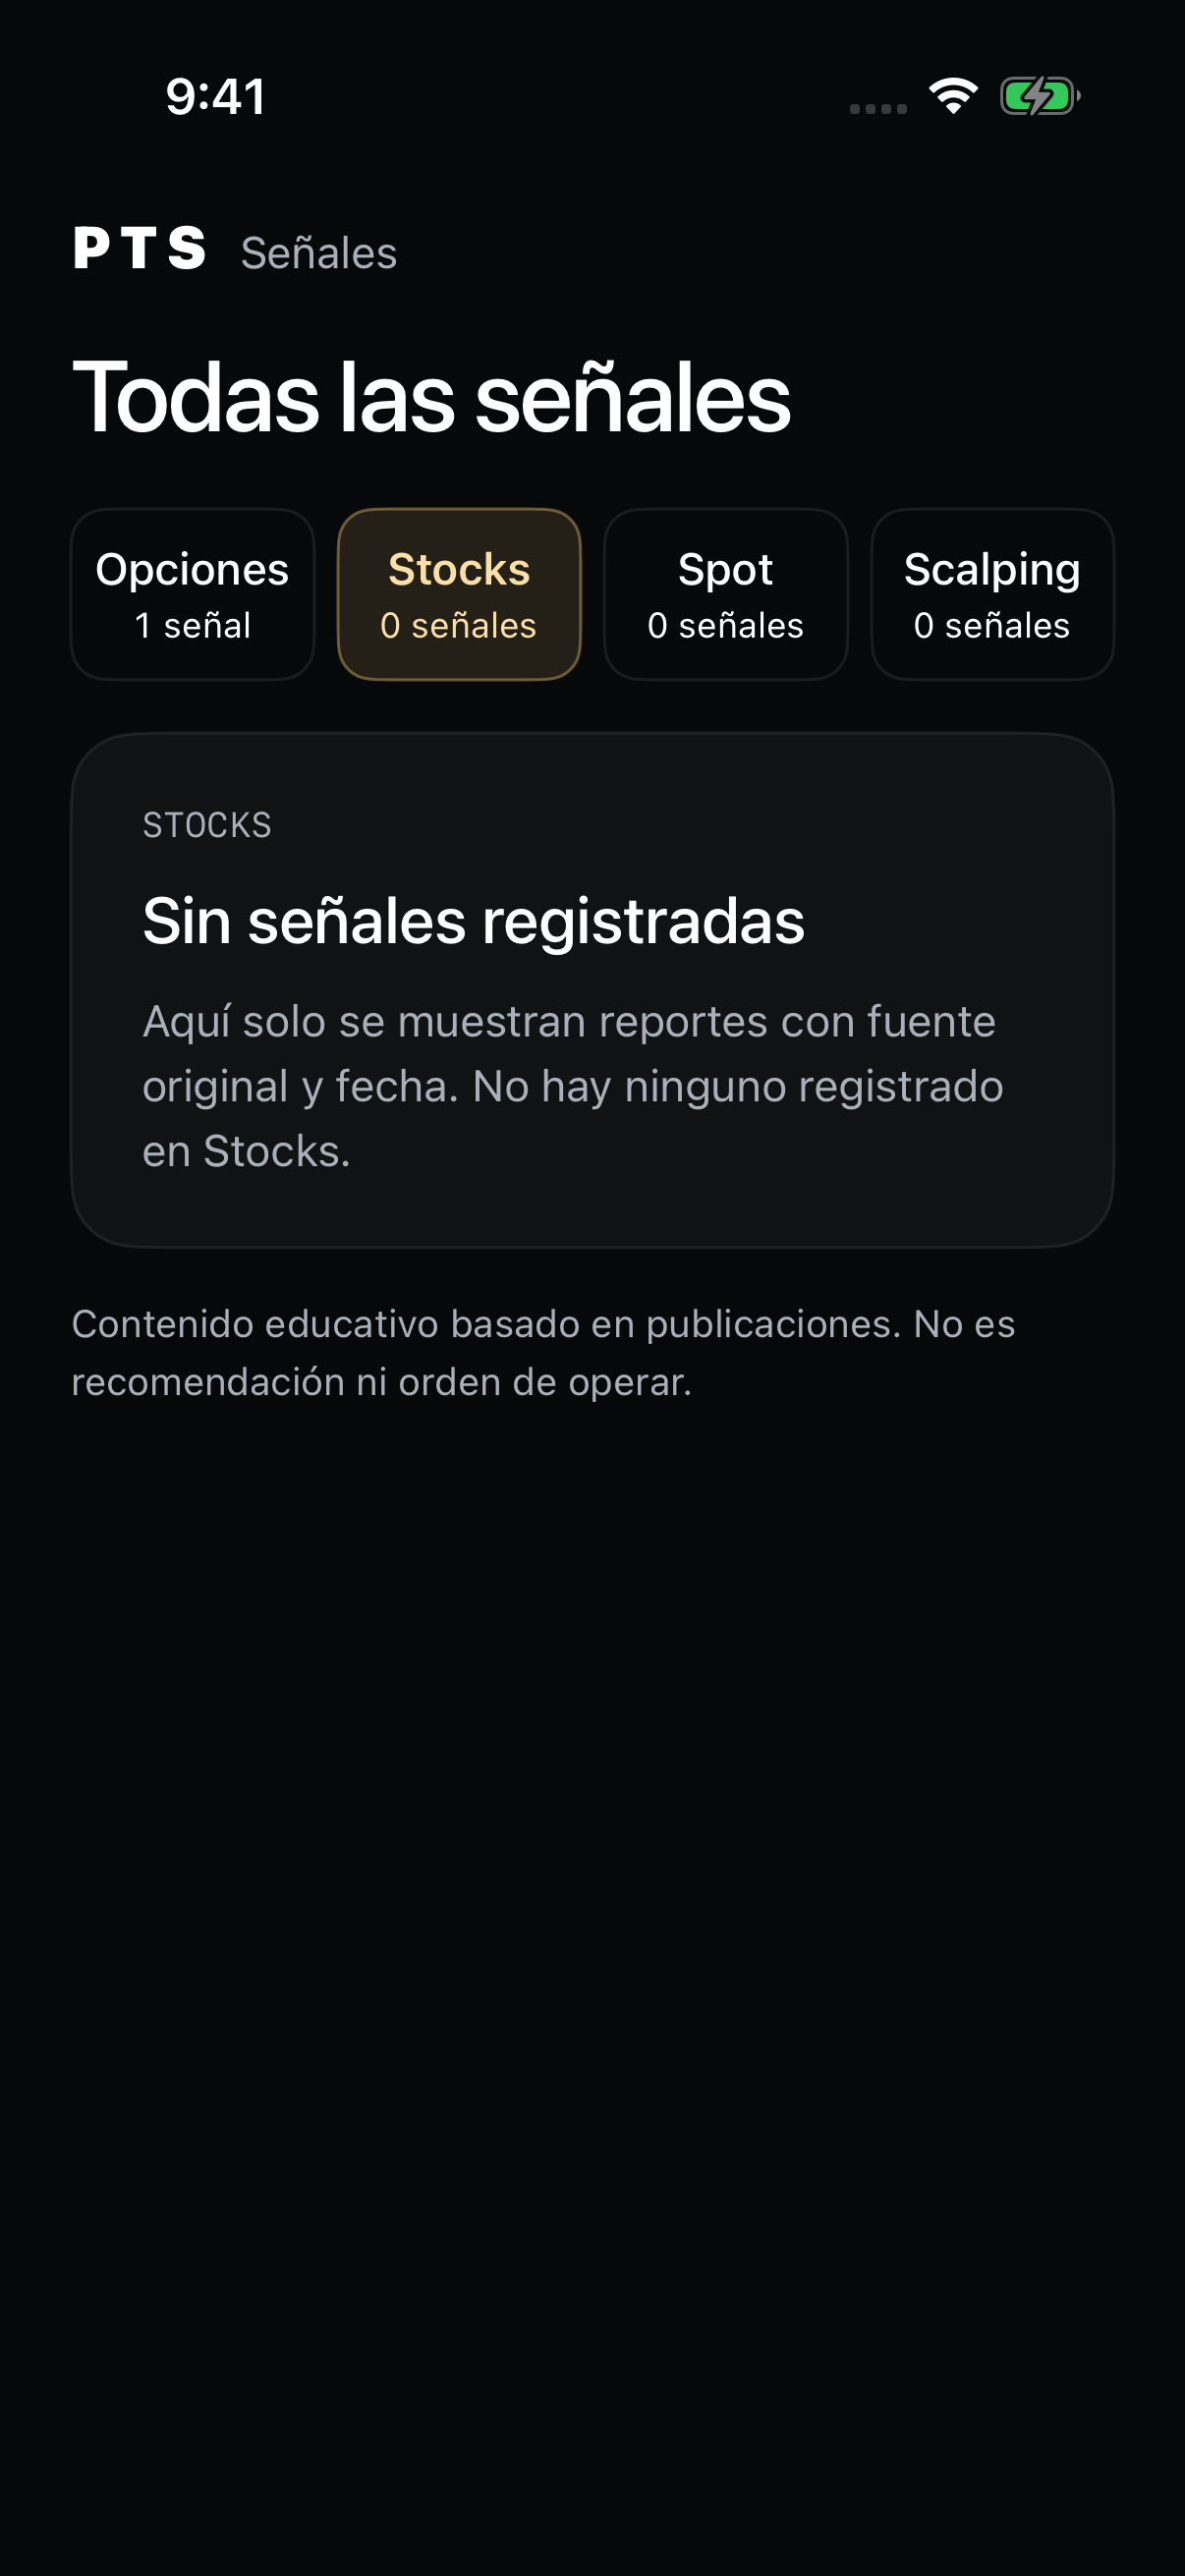 9:41
PTS Señales
Todas las señales
Opciones
1 señal
Stocks
0 señales
Spot
0 señales
Scalping
0 señales
STOCKS
Sin señales registradas
Aquí solo se muestran reportes con fuente
original y fecha. No hay ninguno registrado
en Stocks.
Contenido educativo basado en publicaciones. No es
recomendación ni orden de operar.